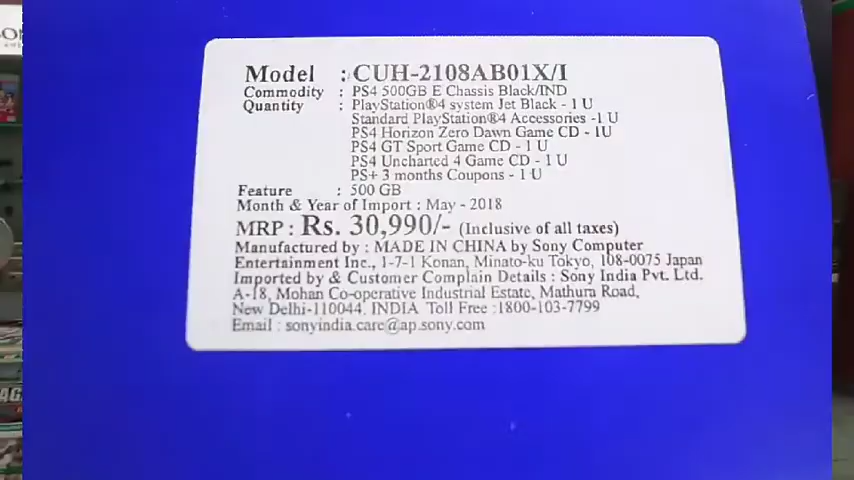 Model : CUH-2108AB01X/I
Commodity : PS4 500GB E Chassis Black/IND
Quantity : PlayStation®4 system Jet Black - 1 U
Standard PlayStation®4 Accessories -1 U
PS4 Horizon Zero Dawn Game CD - 1U
PS4 GT Sport Game CD - 1 U
PS4 Uncharted 4 Game CD - 1 U
PS+ 3 months Coupons - 1 U
Feature : 500 GB
Month & Year of Import : May - 2018
MRP : Rs. 30,990/- (Inclusive of all taxes)
Manufactured by : MADE IN CHINA by Sony Computer
Entertainment Inc., 1-7-1 Konan, Minato-ku Tokyo, 108-0075 Japan
Imported by & Customer Complain Details : Sony India Pvt. Ltd.
A-18, Mohan Co-operative Industrial Estate, Mathura Road,
New Delhi-110044. INDIA Toll Free :1800-103-7799
Email : sonyindia.care@ap.sony.com